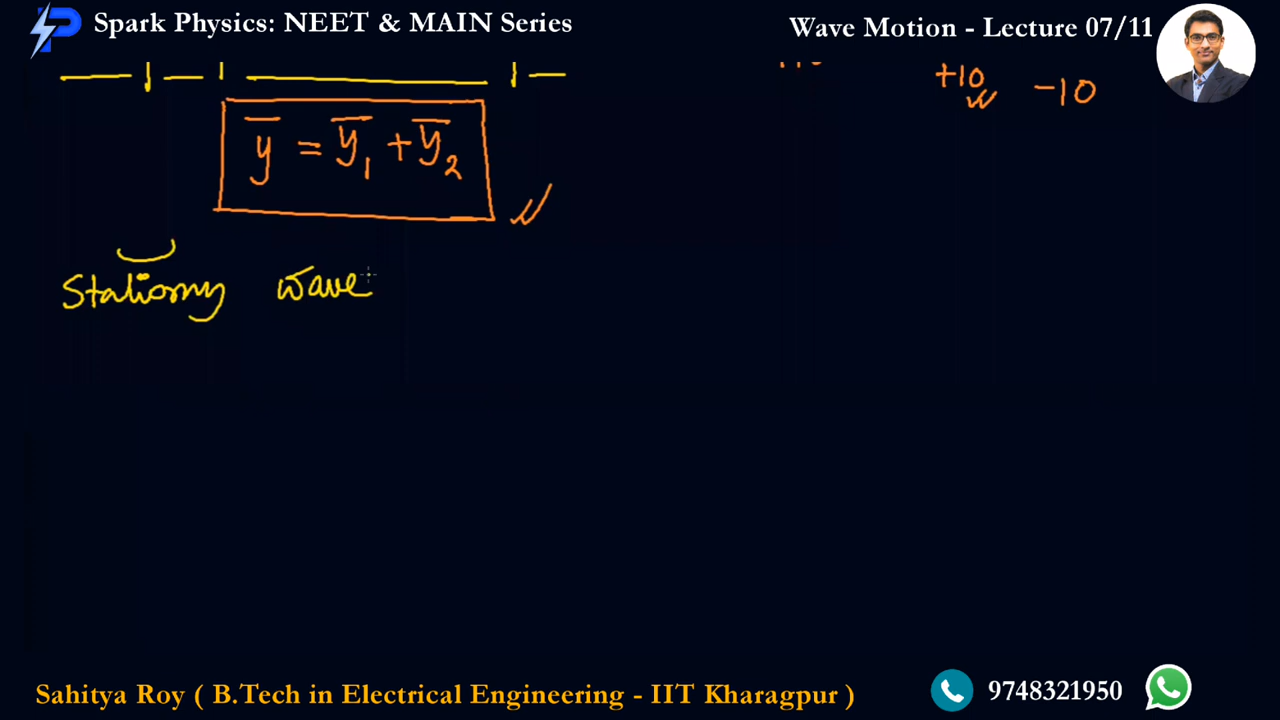 Spark Physics: NEET & MAIN Series
Wave Motion - Lecture 07/11
+10
-10
y = y₁ + y₂
Stationary wave
Sahitya Roy ( B.Tech in Electrical Engineering - IIT Kharagpur )
9748321950